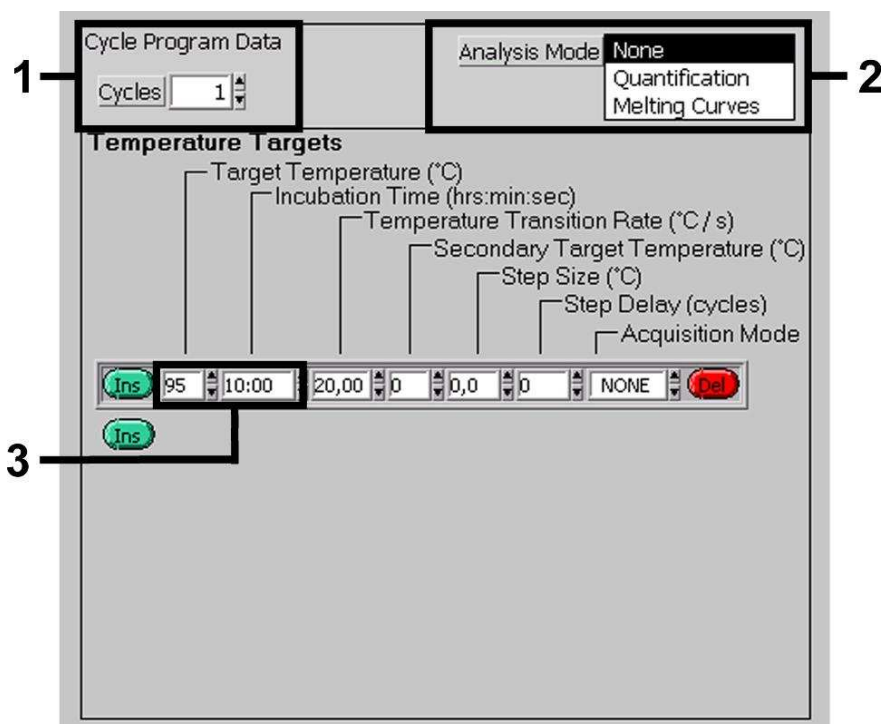 Cycle Program Data
Cycles 1
Analysis Mode None
Quantification
Melting Curves
1
2
Temperature Targets
Target Temperature (°C)
Incubation Time (hrs:min:sec)
Temperature Transition Rate (°C / s)
Secondary Target Temperature (°C)
Step Size (°C)
Step Delay (cycles)
Acquisition Mode
Ins 95 10:00 20,00 0 0,0 0 NONE Del
Ins
3